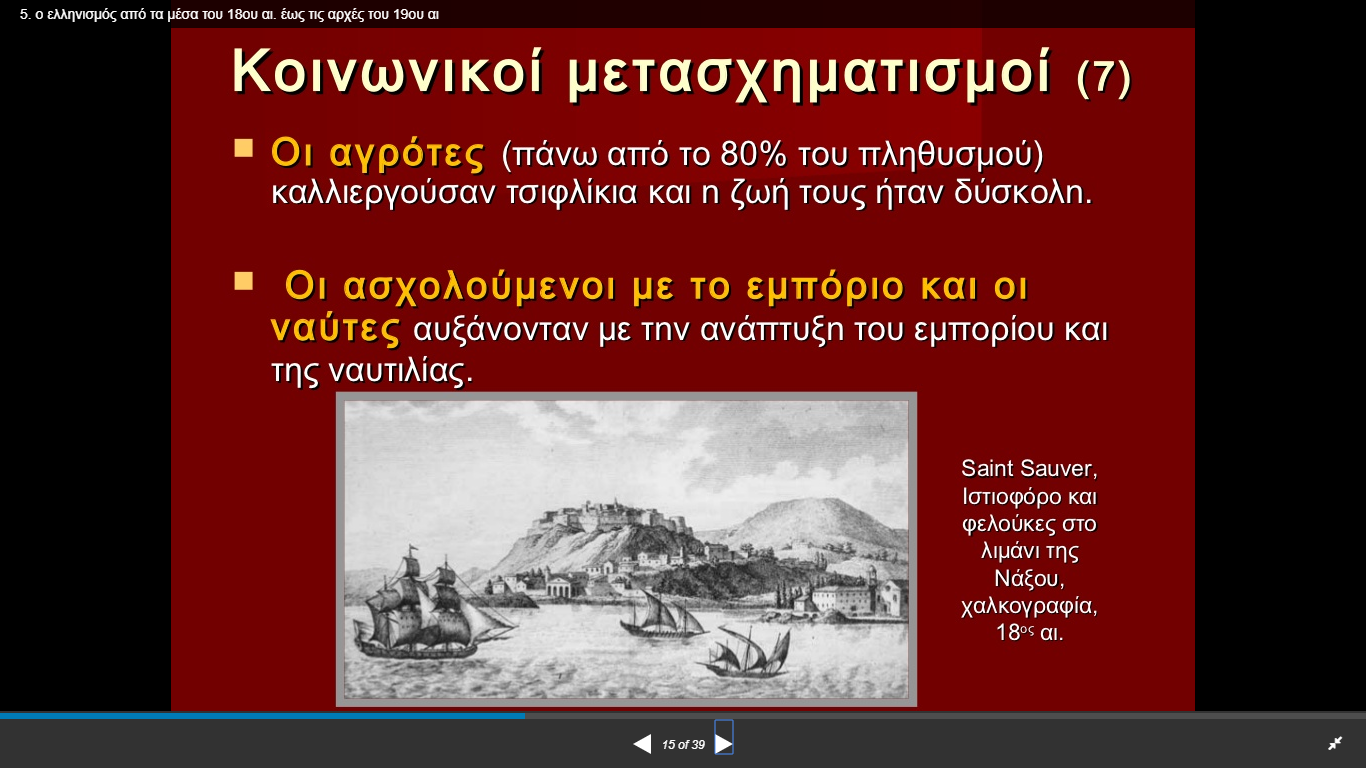 5. ο ελληνισμός από τα μέσα του 18ου αι. έως τις αρχές του 19ου αι
Κοινωνικοί μετασχηματισμοί (7)
Οι αγρότες (πάνω από το 80% του πληθυσμού)
καλλιεργούσαν τσιφλίκια και η ζωή τους ήταν δύσκολη.
Οι ασχολούμενοι με το εμπόριο και οι
ναύτες αυξάνονταν με την ανάπτυξη του εμπορίου και
της ναυτιλίας.
Saint Sauver,
Ιστιοφόρο και
φελούκες στο
λιμάνι της
Νάξου,
χαλκογραφία,
18ος αι.
15 of 39